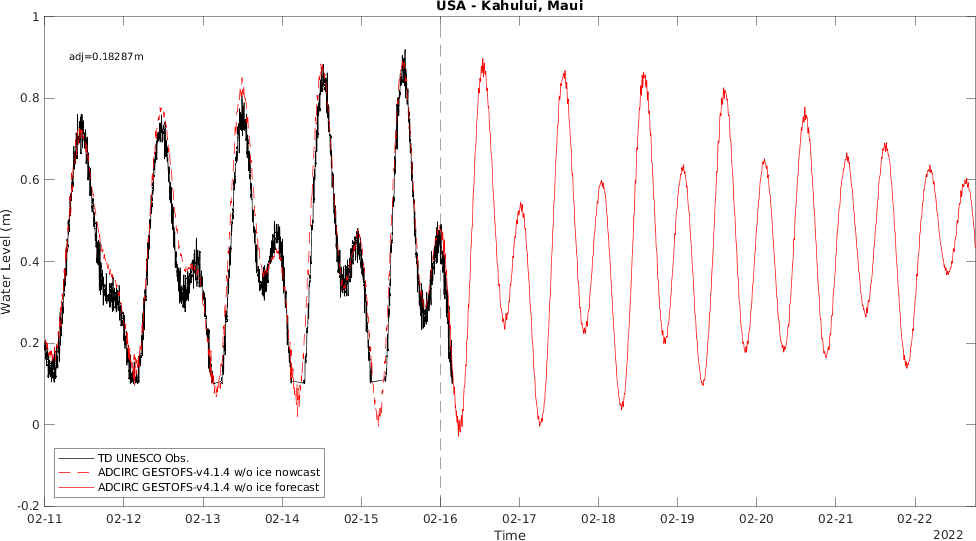 USA - Kahului, Maui
adj=0.18287m
1
0.8
0.6
0.4
0.2
0
-0.2
Water Level (m)
TD UNESCO Obs.
ADCIRC GESTOFS-v4.1.4 w/o ice nowcast
ADCIRC GESTOFS-v4.1.4 w/o ice forecast
02-11 02-12 02-13 02-14 02-15 02-16 02-17 02-18 02-19 02-20 02-21 02-22
Time
2022